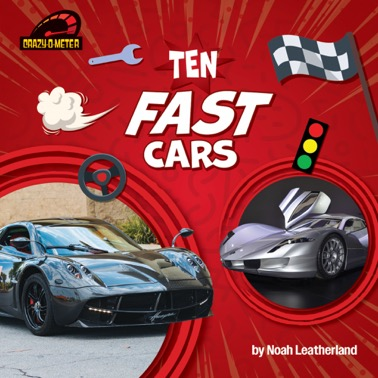 CRAZY-O-METER
TEN
FAST
CARS
by Noah Leatherland